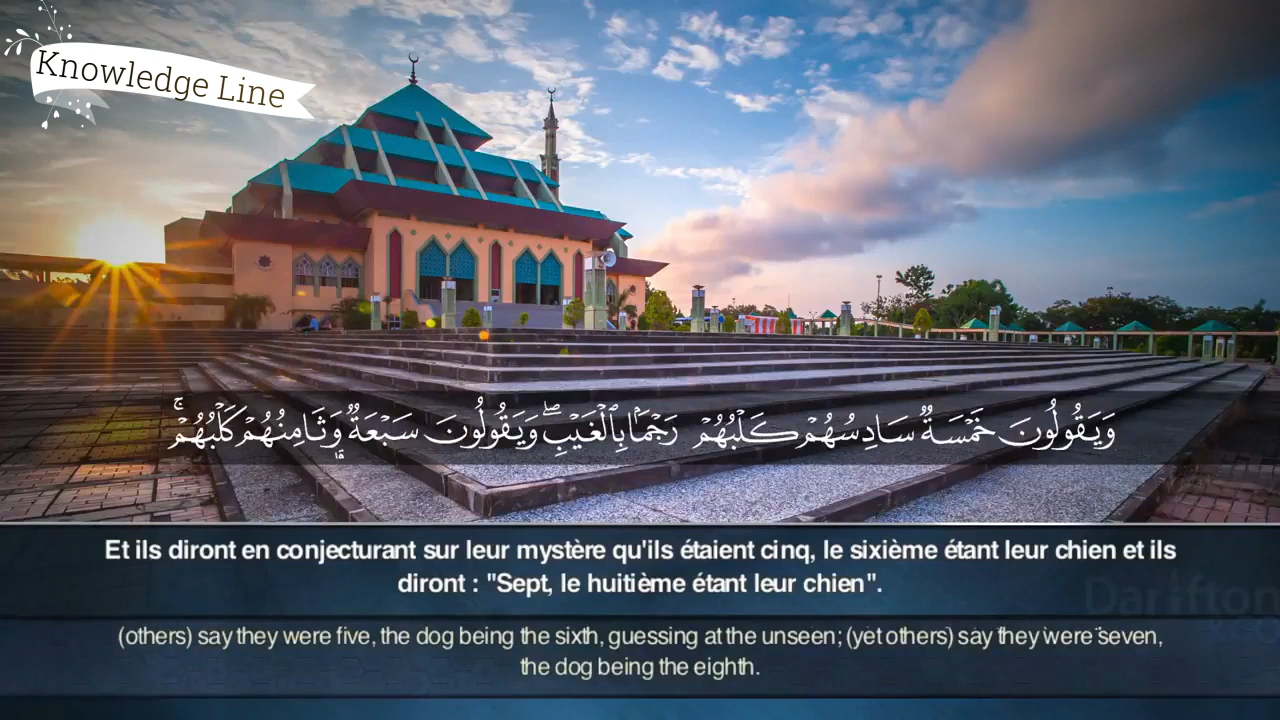 Knowledge Line
وَيَقُولُونَ خَمْسَةٌ سَادِسُهُمْ كَلْبُهُمْ رَجْمًا بِالْغَيْبِ ۖ وَيَقُولُونَ سَبْعَةٌ وَثَامِنُهُمْ كَلْبُهُمْ ۚ
Et ils diront en conjecturant sur leur mystère qu'ils étaient cinq, le sixième étant leur chien et ils
diront : "Sept, le huitième étant leur chien".
(others) say they were five, the dog being the sixth, guessing at the unseen; (yet others) say they were seven,
the dog being the eighth.